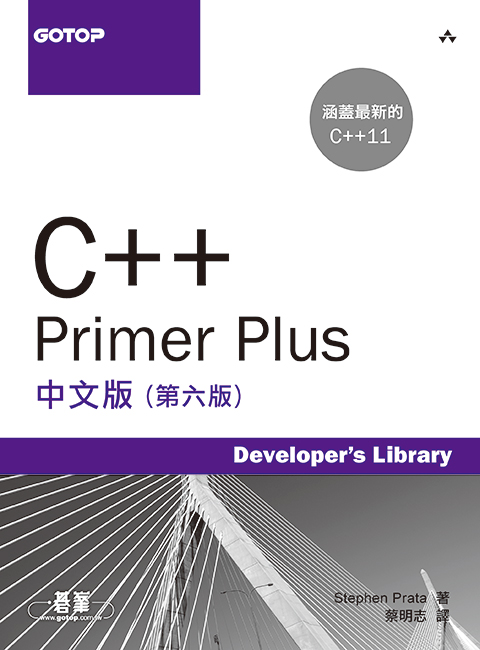 GOTOP
涵蓋最新的
C++11
C++
Primer Plus
中文版（第六版）
Developer's Library
Stephen Prata 著
蔡明志 譯
碁峯
www.gotop.com.tw